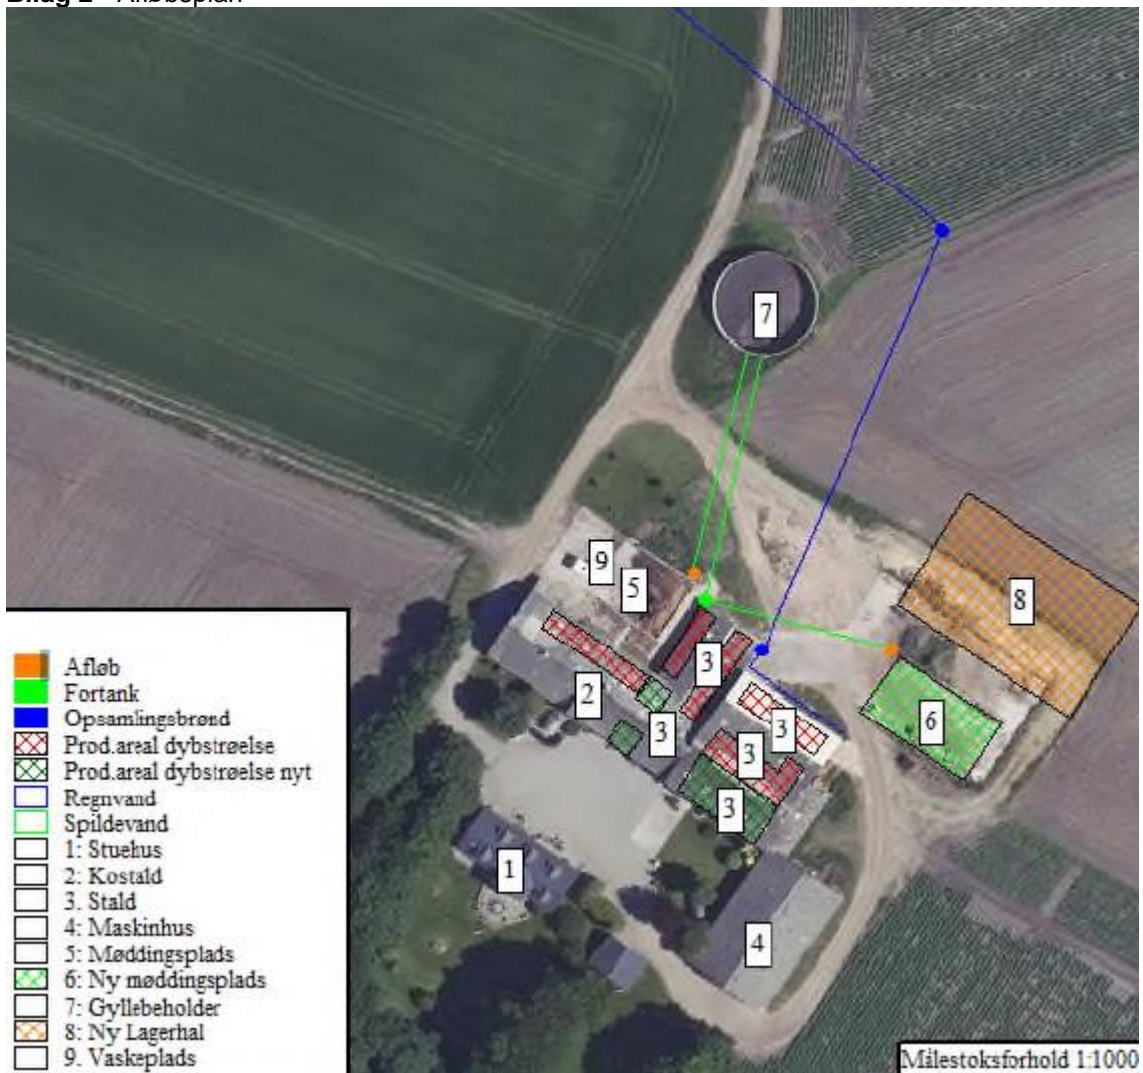 Bilag 2 - Afløbsplan
7
9
5
8
3
2
3
3
6
3
3
1
4
Afløb
Fortank
Opsamlingsbrønd
Prod.areal dybstrøelse
Prod.areal dybstrøelse nyt
Regnvand
Spildevand
1: Stuehus
2: Kostald
3. Stald
4: Maskinhus
5: Møddingsplads
6: Ny møddingsplads
7: Gyllebeholder
8: Ny Lagerhal
9. Vaskeplads
Målestoksforhold 1:1000